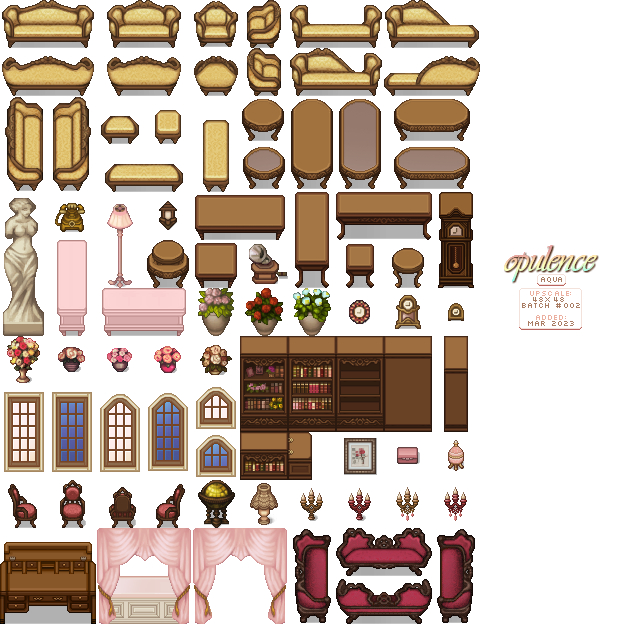 opulence
AQUA
UPSCALE:
48X48
BATCH #002
ADDED:
MAR 2023